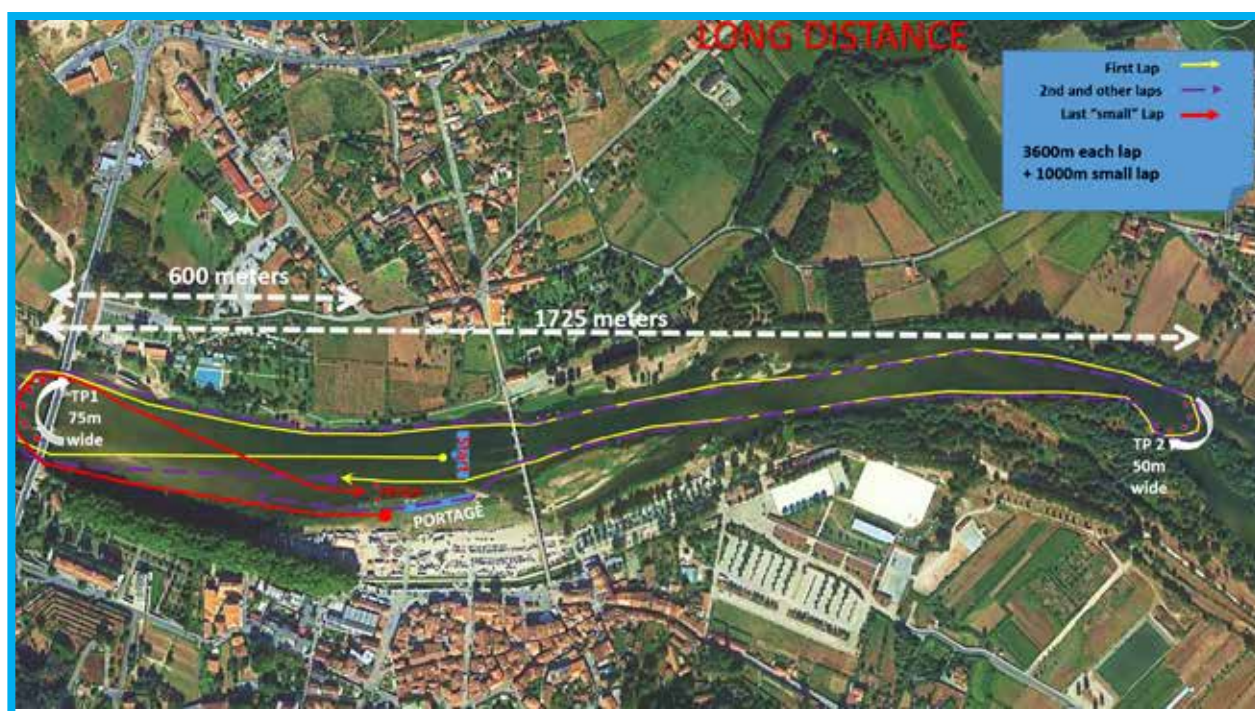 LONG DISTANCE
First Lap
2nd and other laps
Last "small" Lap
3600m each lap
+ 1000m small lap
600 meters
1725 meters
TP1
75m
wide
START
TP 2
50m
wide
PORTAGE